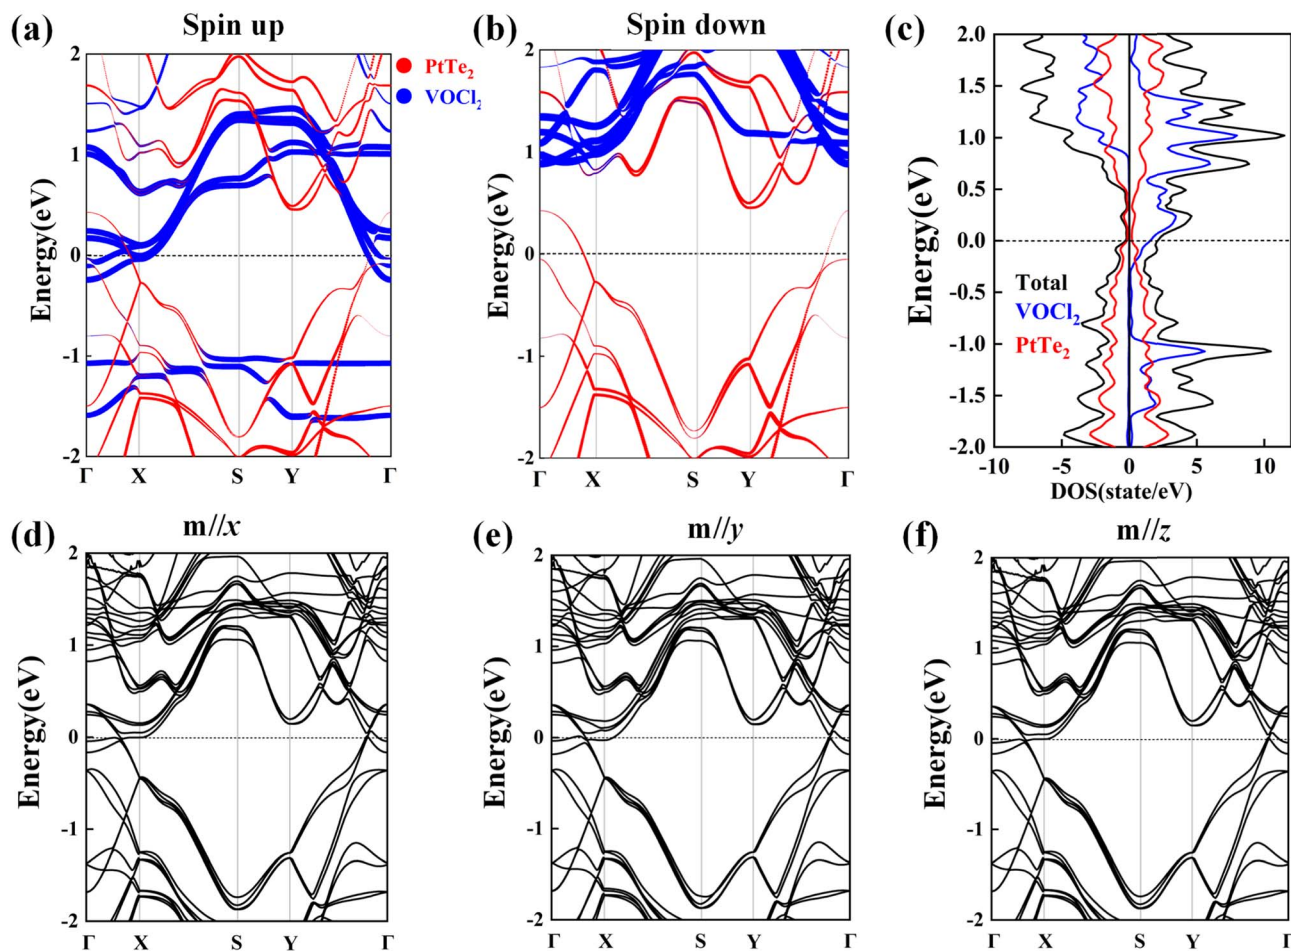 (a)
Spin up
2
1
0
-1
-2
Energy(eV)
Γ X S Y Γ
PtTe₂
VOCl₂
(b)
Spin down
2
1
0
-1
-2
Energy(eV)
Γ X S Y Γ
(c)
2.0
1.5
1.0
0.5
0.0
-0.5
-1.0
-1.5
-2.0
Energy(eV)
Total
VOCl₂
PtTe₂
-10 -5 0 5 10
DOS(state/eV)
(d)
m//x
2
1
0
-1
-2
Energy(eV)
Γ X S Y Γ
(e)
m//y
2
1
0
-1
-2
Energy(eV)
Γ X S Y Γ
(f)
m//z
2
1
0
-1
-2
Energy(eV)
Γ X S Y Γ